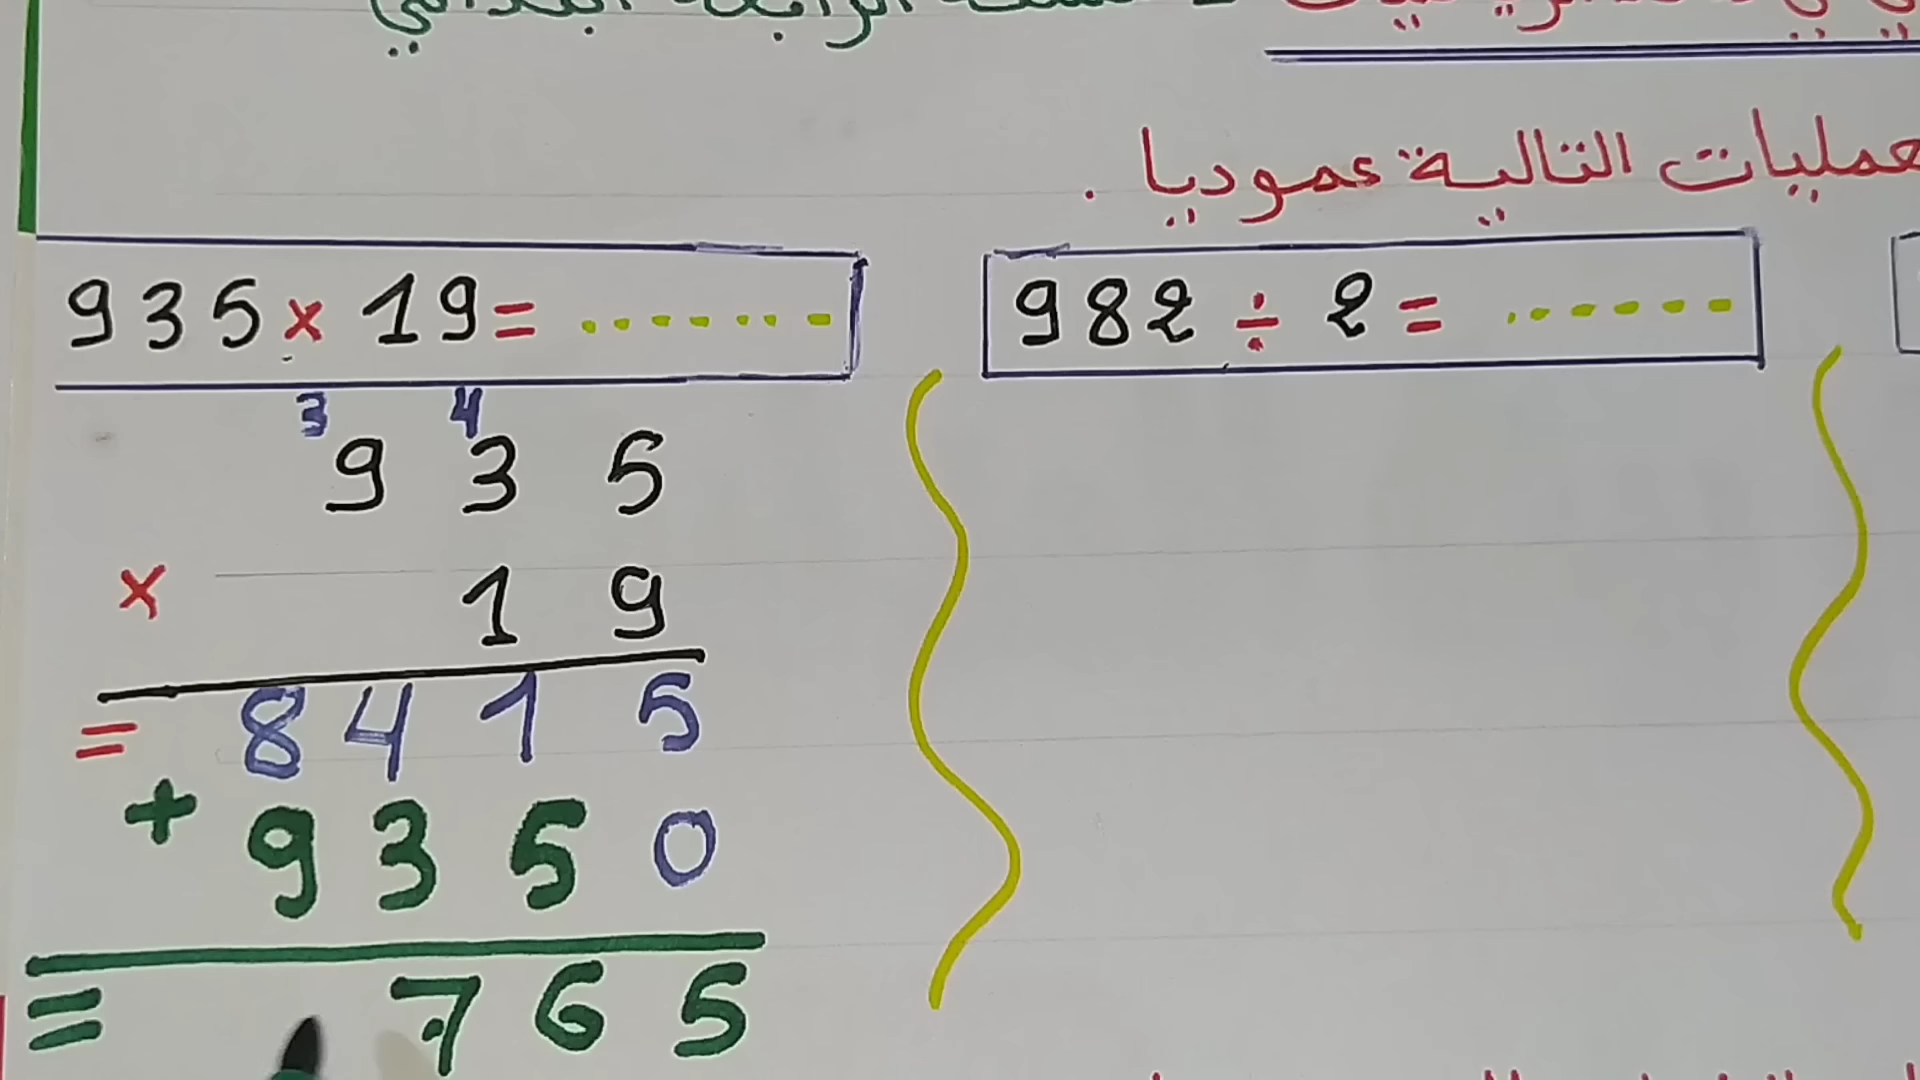 التالية عموديا .
935 × 19 = .......
982 ÷ 2 = ......
3 4
9 3 5
× 1 9
= 8 4 1 5
+ 9 3 5 0
= 7 6 5